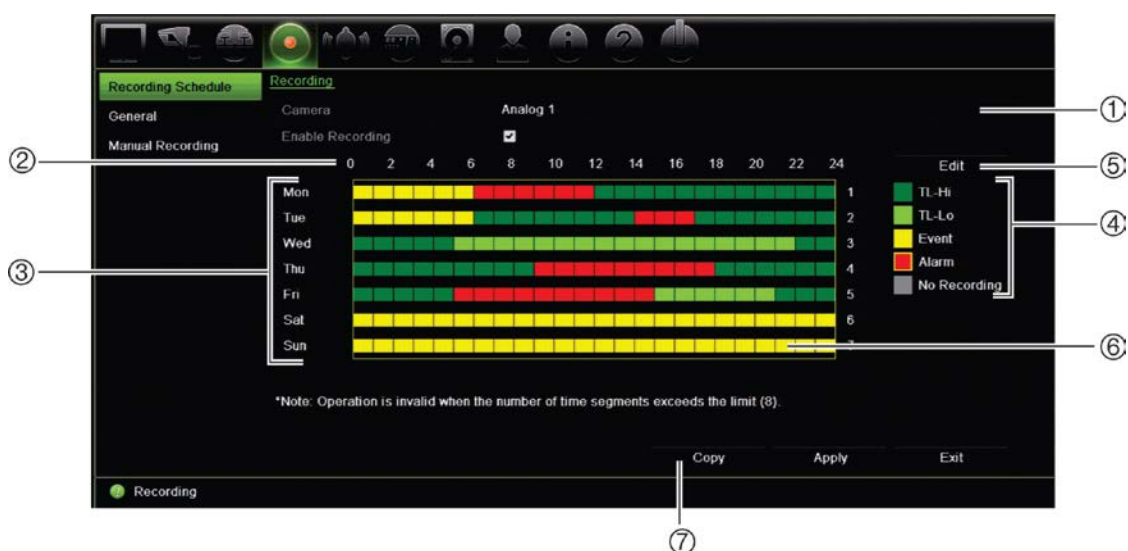 Recording Schedule
Recording
General
Camera
Analog 1
①
Manual Recording
Enable Recording
②
0 2 4 6 8 10 12 14 16 18 20 22 24
Edit
⑤
③
Mon
1
TL-Hi
④
Tue
2
TL-Lo
Wed
3
Event
Thu
4
Alarm
Fri
5
No Recording
Sat
6
Sun
⑥
*Note: Operation is invalid when the number of time segments exceeds the limit (8).
Copy
Apply
Exit
Recording
⑦